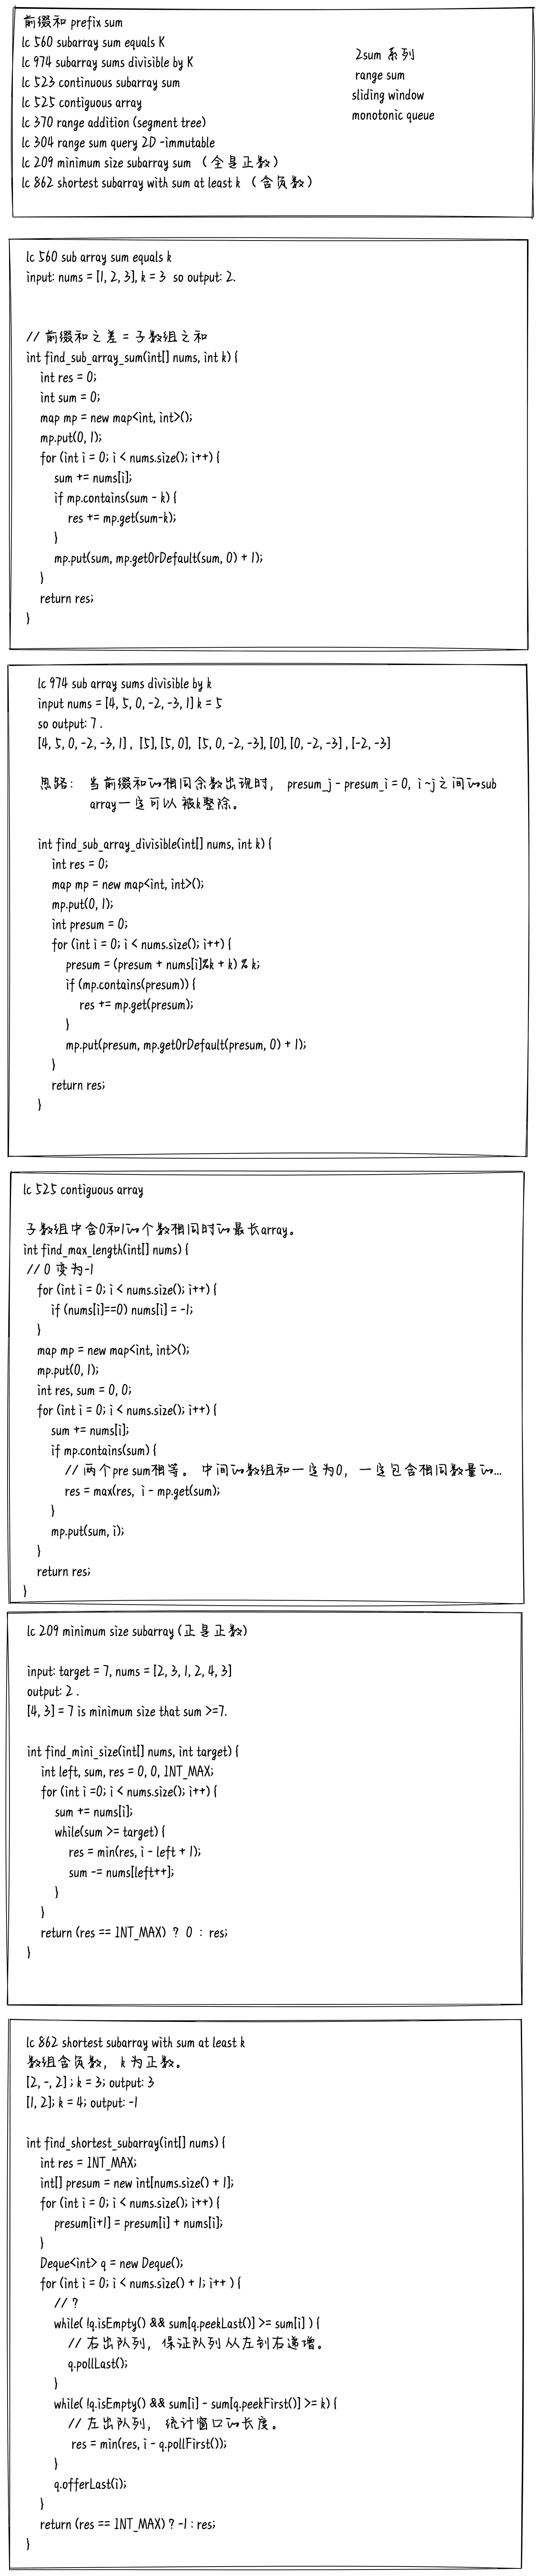 前缀和 prefix sum
lc 560 subarray sum equals K
lc 974 subarray sums divisible by K
lc 523 continuous subarray sum
lc 525 contiguous array
lc 370 range addition (segment tree)
lc 304 range sum query 2D -immutable
lc 209 minimum size subarray sum （全是正数）
lc 862 shortest subarray with sum at least k （含负数）
2sum 系列
range sum
sliding window
monotonic queue
lc 560 sub array sum equals k
input: nums = [1, 2, 3], k = 3 so output: 2.
// 前缀和之差 = 子数组之和
int find_sub_array_sum(int[] nums, int k) {
int res = 0;
int sum = 0;
map mp = new map<int, int>();
mp.put(0, 1);
for (int i = 0; i < nums.size(); i++) {
sum += nums[i];
if mp.contains(sum - k) {
res += mp.get(sum-k);
}
mp.put(sum, mp.getOrDefault(sum, 0) + 1);
}
return res;
}
lc 974 sub array sums divisible by k
input nums = [4, 5, 0, -2, -3, 1] k = 5
so output: 7 .
[4, 5, 0, -2, -3, 1] , [5], [5, 0], [5, 0, -2, -3], [0], [0, -2, -3] , [-2, -3]
思路： 当前缀和的相同余数出现时， presum_j - presum_i = 0, i ~j 之间的sub
array一定可以 被k整除。
int find_sub_array_divisible(int[] nums, int k) {
int res = 0;
map mp = new map<int, int>();
mp.put(0, 1);
int presum = 0;
for (int i = 0; i < nums.size(); i++) {
presum = (presum + nums[i]%k + k) % k;
if (mp.contains(presum)) {
res += mp.get(presum);
}
mp.put(presum, mp.getOrDefault(presum, 0) + 1);
}
return res;
}
lc 525 contiguous array
子数组中含0和1的个数相同时的最长array。
int find_max_length(int[] nums) {
// 0 变为-1
for (int i = 0; i < nums.size(); i++) {
if (nums[i]==0) nums[i] = -1;
}
map mp = new map<int, int>();
mp.put(0, 1);
int res, sum = 0, 0;
for (int i = 0; i < nums.size(); i++) {
sum += nums[i];
if mp.contains(sum) {
// 两个pre sum相等。 中间的数组和一定为0， 一定包含相同数量的...
res = max(res, i - mp.get(sum);
}
mp.put(sum, i);
}
return res;
}
lc 209 minimum size subarray (正是正数)
input: target = 7, nums = [2, 3, 1, 2, 4, 3]
output: 2 .
[4, 3] = 7 is minimum size that sum >=7.
int find_mini_size(int[] nums, int target) {
int left, sum, res = 0, 0, INT_MAX;
for (int i =0; i < nums.size(); i++) {
sum += nums[i];
while(sum >= target) {
res = min(res, i - left + 1);
sum -= nums[left++];
}
}
return (res == INT_MAX) ? 0 : res;
}
lc 862 shortest subarray with sum at least k
数组含负数， k 为正数。
[2, -, 2] ; k = 3; output: 3
[1, 2]; k = 4; output: -1
int find_shortest_subarray(int[] nums) {
int res = INT_MAX;
int[] presum = new int[nums.size() + 1];
for (int i = 0; i < nums.size(); i++) {
presum[i+1] = presum[i] + nums[i];
}
Deque<int> q = new Deque();
for (int i = 0; i < nums.size() + 1; i++ ) {
// ?
while( !q.isEmpty() && sum[q.peekLast()] >= sum[i] ) {
// 右出队列， 保证队列 从左到右递增。
q.pollLast();
}
while( !q.isEmpty() && sum[i] - sum[q.peekFirst()] >= k) {
// 左出队列， 统计窗口的长度。
res = min(res, i - q.pollFirst());
}
q.offerLast(i);
}
return (res == INT_MAX) ? -1 : res;
}